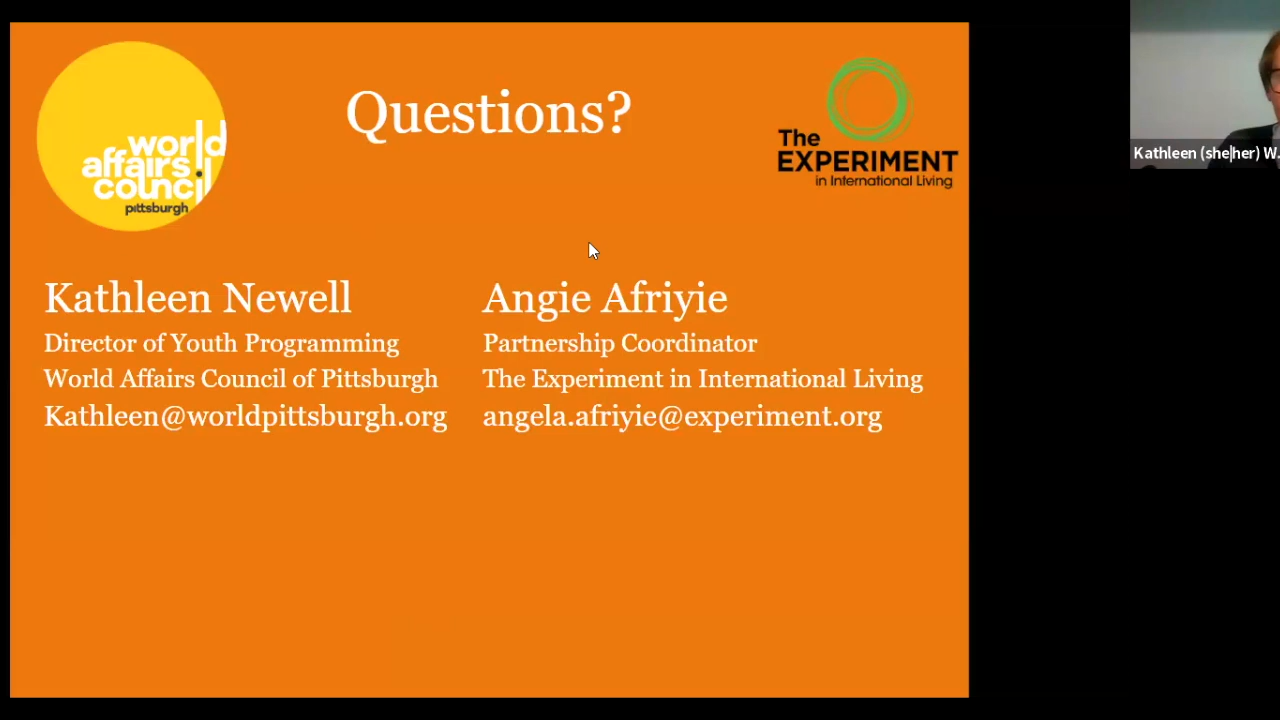 world
affairs
council
pittsburgh
Questions?
The
EXPERIMENT
in International Living
Kathleen (she|her) W.
Kathleen Newell
Director of Youth Programming
World Affairs Council of Pittsburgh
Kathleen@worldpittsburgh.org
Angie Afriyie
Partnership Coordinator
The Experiment in International Living
angela.afriyie@experiment.org